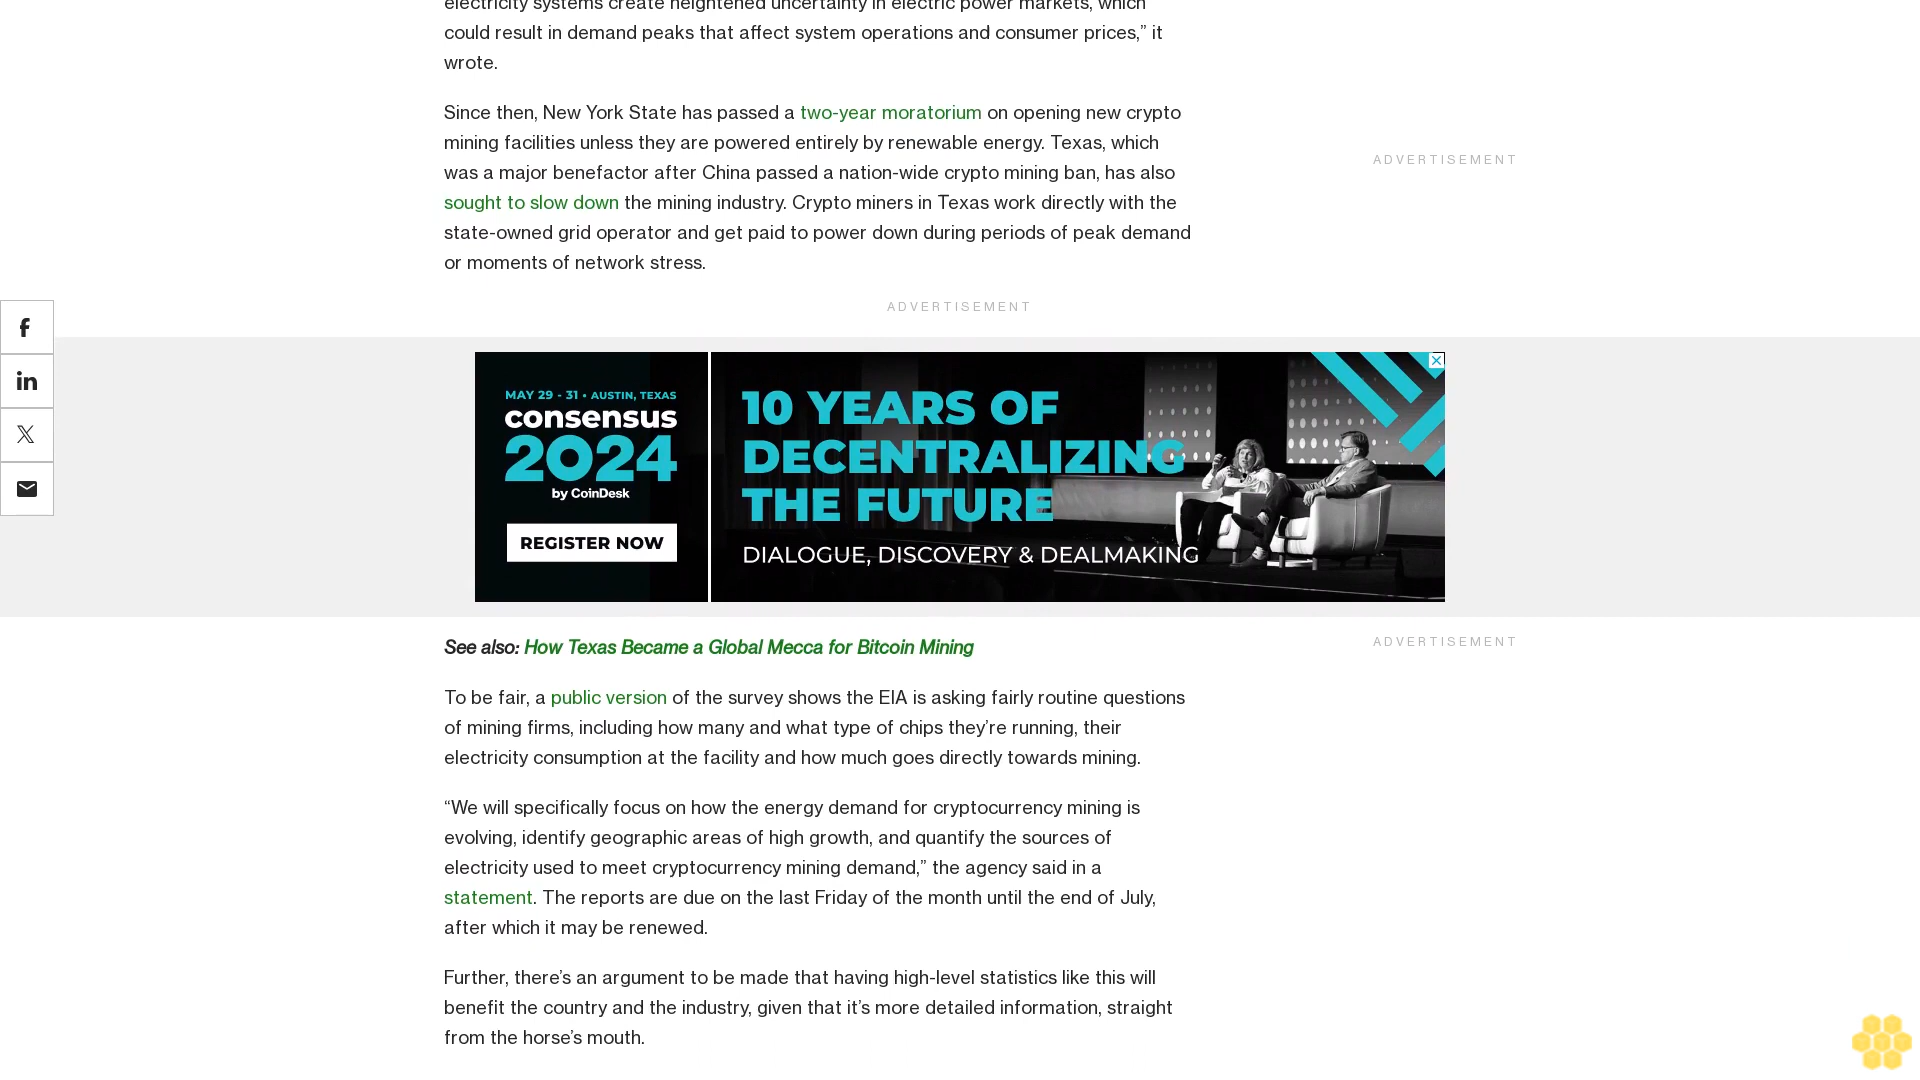 electricity systems create heightened uncertainty in electric power markets, which
could result in demand peaks that affect system operations and consumer prices,” it
wrote.
Since then, New York State has passed a two-year moratorium on opening new crypto
mining facilities unless they are powered entirely by renewable energy. Texas, which
was a major benefactor after China passed a nation-wide crypto mining ban, has also
sought to slow down the mining industry. Crypto miners in Texas work directly with the
state-owned grid operator and get paid to power down during periods of peak demand
or moments of network stress.
ADVERTISEMENT
ADVERTISEMENT
MAY 29 - 31 • AUSTIN, TEXAS
consensus
2024
by CoinDesk
REGISTER NOW
10 YEARS OF
DECENTRALIZING
THE FUTURE
DIALOGUE, DISCOVERY & DEALMAKING
See also: How Texas Became a Global Mecca for Bitcoin Mining
ADVERTISEMENT
To be fair, a public version of the survey shows the EIA is asking fairly routine questions
of mining firms, including how many and what type of chips they’re running, their
electricity consumption at the facility and how much goes directly towards mining.
“We will specifically focus on how the energy demand for cryptocurrency mining is
evolving, identify geographic areas of high growth, and quantify the sources of
electricity used to meet cryptocurrency mining demand,” the agency said in a
statement. The reports are due on the last Friday of the month until the end of July,
after which it may be renewed.
Further, there’s an argument to be made that having high-level statistics like this will
benefit the country and the industry, given that it’s more detailed information, straight
from the horse’s mouth.